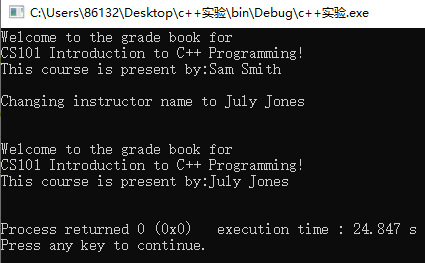 C:\Users\86132\Desktop\c++实验\bin\Debug\c++实验.exe
Welcome to the grade book for
CS101 Introduction to C++ Programming!
This course is present by:Sam Smith
Changing instructor name to July Jones
Welcome to the grade book for
CS101 Introduction to C++ Programming!
This course is present by:July Jones
Process returned 0 (0x0)   execution time : 24.847 s
Press any key to continue.